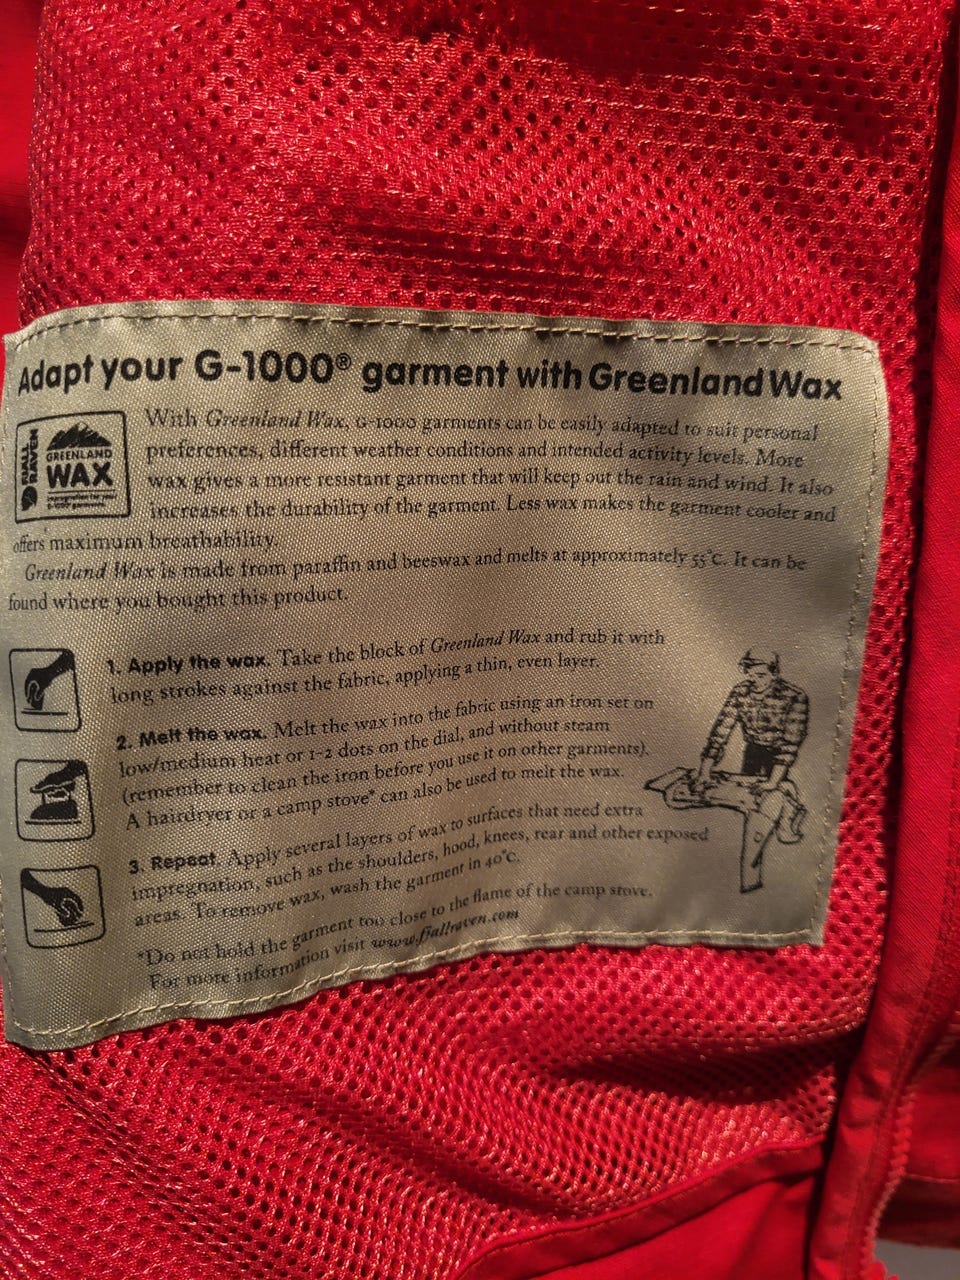 Adapt your G-1000® garment with Greenland Wax
FJÄLL
RÄVEN
GREENLAND
WAX
impregnation for your
G-1000 garments
With Greenland Wax, G-1000 garments can be easily adapted to suit personal
preferences, different weather conditions and intended activity levels. More
wax gives a more resistant garment that will keep out the rain and wind. It also
increases the durability of the garment. Less wax makes the garment cooler and
offers maximum breathability.
Greenland Wax is made from paraffin and beeswax and melts at approximately 55°C. It can be
found where you bought this product.
1. Apply the wax. Take the block of Greenland Wax and rub it with
long strokes against the fabric, applying a thin, even layer.
2. Melt the wax. Melt the wax into the fabric using an iron set on
low/medium heat or 1-2 dots on the dial, and without steam
(remember to clean the iron before you use it on other garments).
A hairdryer or a camp stove* can also be used to melt the wax.
3. Repeat. Apply several layers of wax to surfaces that need extra
impregnation, such as the shoulders, hood, knees, rear and other exposed
areas. To remove wax, wash the garment in 40°C.
*Do not hold the garment too close to the flame of the camp stove.
For more information visit www.fjallraven.com